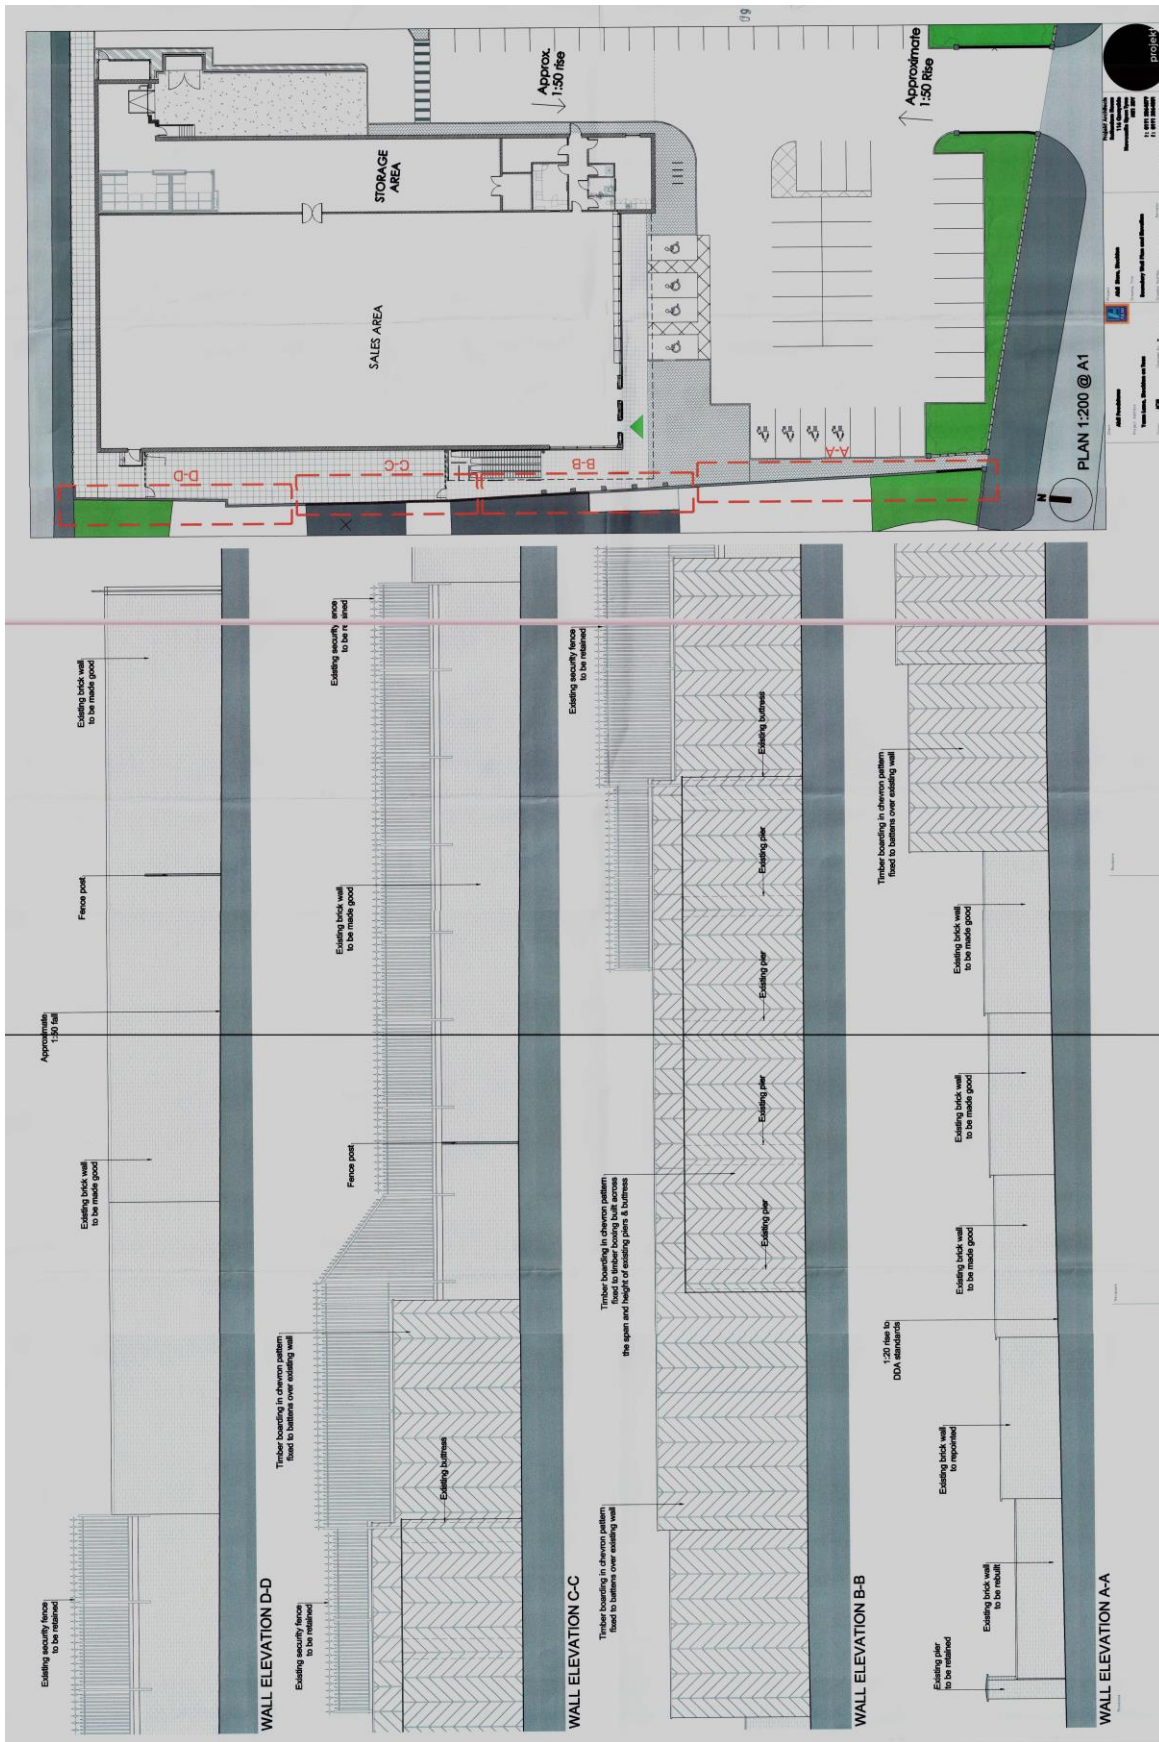 Approx.
1:50 rise
Approximate
1:50 Rise
STORAGE
AREA
SALES AREA
D-D
C-C
B-B
A-A
N
PLAN 1:200 @ A1
projekt
Existing brick wall
to be made good
Fence post
Approximate
1:50 fall
Existing brick wall
to be made good
Existing security fence
to be retained
WALL ELEVATION D-D
Existing security fence
to be retained
Existing brick wall
to be made good
Fence post
Timber boarding in chevron pattern
fixed to battens over existing wall
Existing buttress
Existing security fence
to be retained
WALL ELEVATION C-C
Existing security fence
to be retained
Existing buttress
Existing pier
Existing pier
Existing pier
Existing pier
Timber boarding in chevron pattern
fixed to timber boxing built across
the span and height of existing piers & buttress
Timber boarding in chevron pattern
fixed to battens over existing wall
WALL ELEVATION B-B
Timber boarding in chevron pattern
fixed to battens over existing wall
Existing brick wall
to be made good
Existing brick wall
to be made good
Existing brick wall
to be made good
1:20 rise to
DDA standards
Existing brick wall
to repointed
Existing brick wall
to be rebuilt
Existing pier
to be retained
WALL ELEVATION A-A